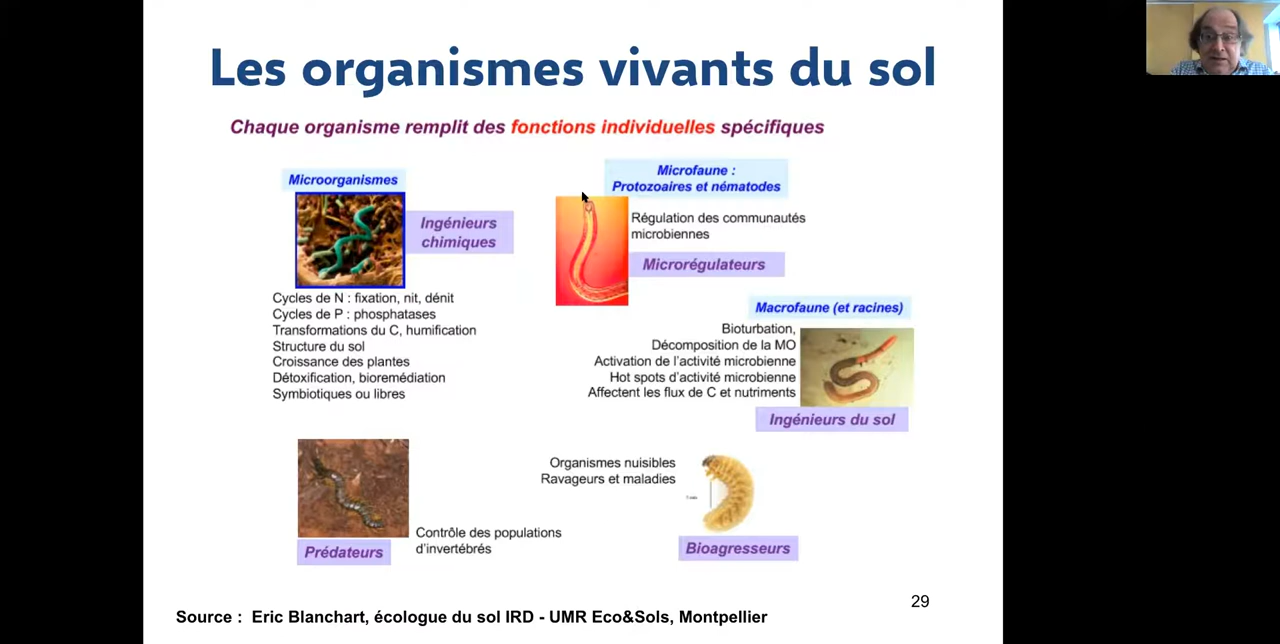 Les organismes vivants du sol
Chaque organisme remplit des fonctions individuelles spécifiques
Microorganismes
Ingénieurs
chimiques
Cycles de N : fixation, nit, dénit
Cycles de P : phosphatases
Transformations du C, humification
Structure du sol
Croissance des plantes
Détoxification, bioremédiation
Symbiotiques ou libres
Microfaune :
Protozoaires et nématodes
Régulation des communautés
microbiennes
Microrégulateurs
Macrofaune (et racines)
Bioturbation,
Décomposition de la MO
Activation de l'activité microbienne
Hot spots d'activité microbienne
Affectent les flux de C et nutriments
Ingénieurs du sol
Prédateurs
Contrôle des populations
d'invertébrés
Organismes nuisibles
Ravageurs et maladies
Bioagresseurs
29
Source : Eric Blanchart, écologue du sol IRD - UMR Eco&Sols, Montpellier